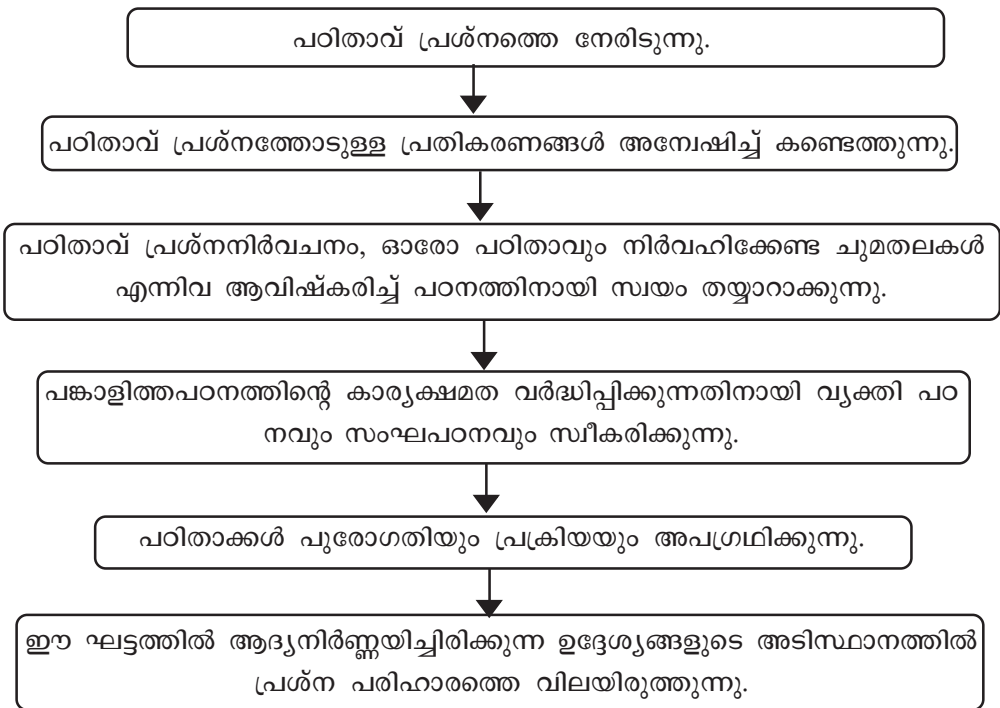 പഠിതാവ് പ്രശ്നത്തെ നേരിടുന്നു.
പഠിതാവ് പ്രശ്നത്തോടുള്ള പ്രതികരണങ്ങൾ അന്വേഷിച്ച് കണ്ടെത്തുന്നു.
പഠിതാവ് പ്രശ്നനിർവചനം, ഓരോ പഠിതാവും നിർവഹിക്കേണ്ട ചുമതലകൾ
എന്നിവ ആവിഷ്കരിച്ച് പഠനത്തിനായി സ്വയം തയ്യാറാക്കുന്നു.
പങ്കാളിത്തപഠനത്തിന്റെ കാര്യക്ഷമത വർദ്ധിപ്പിക്കുന്നതിനായി വ്യക്തി പഠ
നവും സംഘപഠനവും സ്വീകരിക്കുന്നു.
പഠിതാക്കൾ പുരോഗതിയും പ്രക്രിയയും അപഗ്രഥിക്കുന്നു.
ഈ ഘട്ടത്തിൽ ആദ്യനിർണ്ണയിച്ചിരിക്കുന്ന ഉദ്ദേശ്യങ്ങളുടെ അടിസ്ഥാനത്തിൽ
പ്രശ്ന പരിഹാരത്തെ വിലയിരുത്തുന്നു.